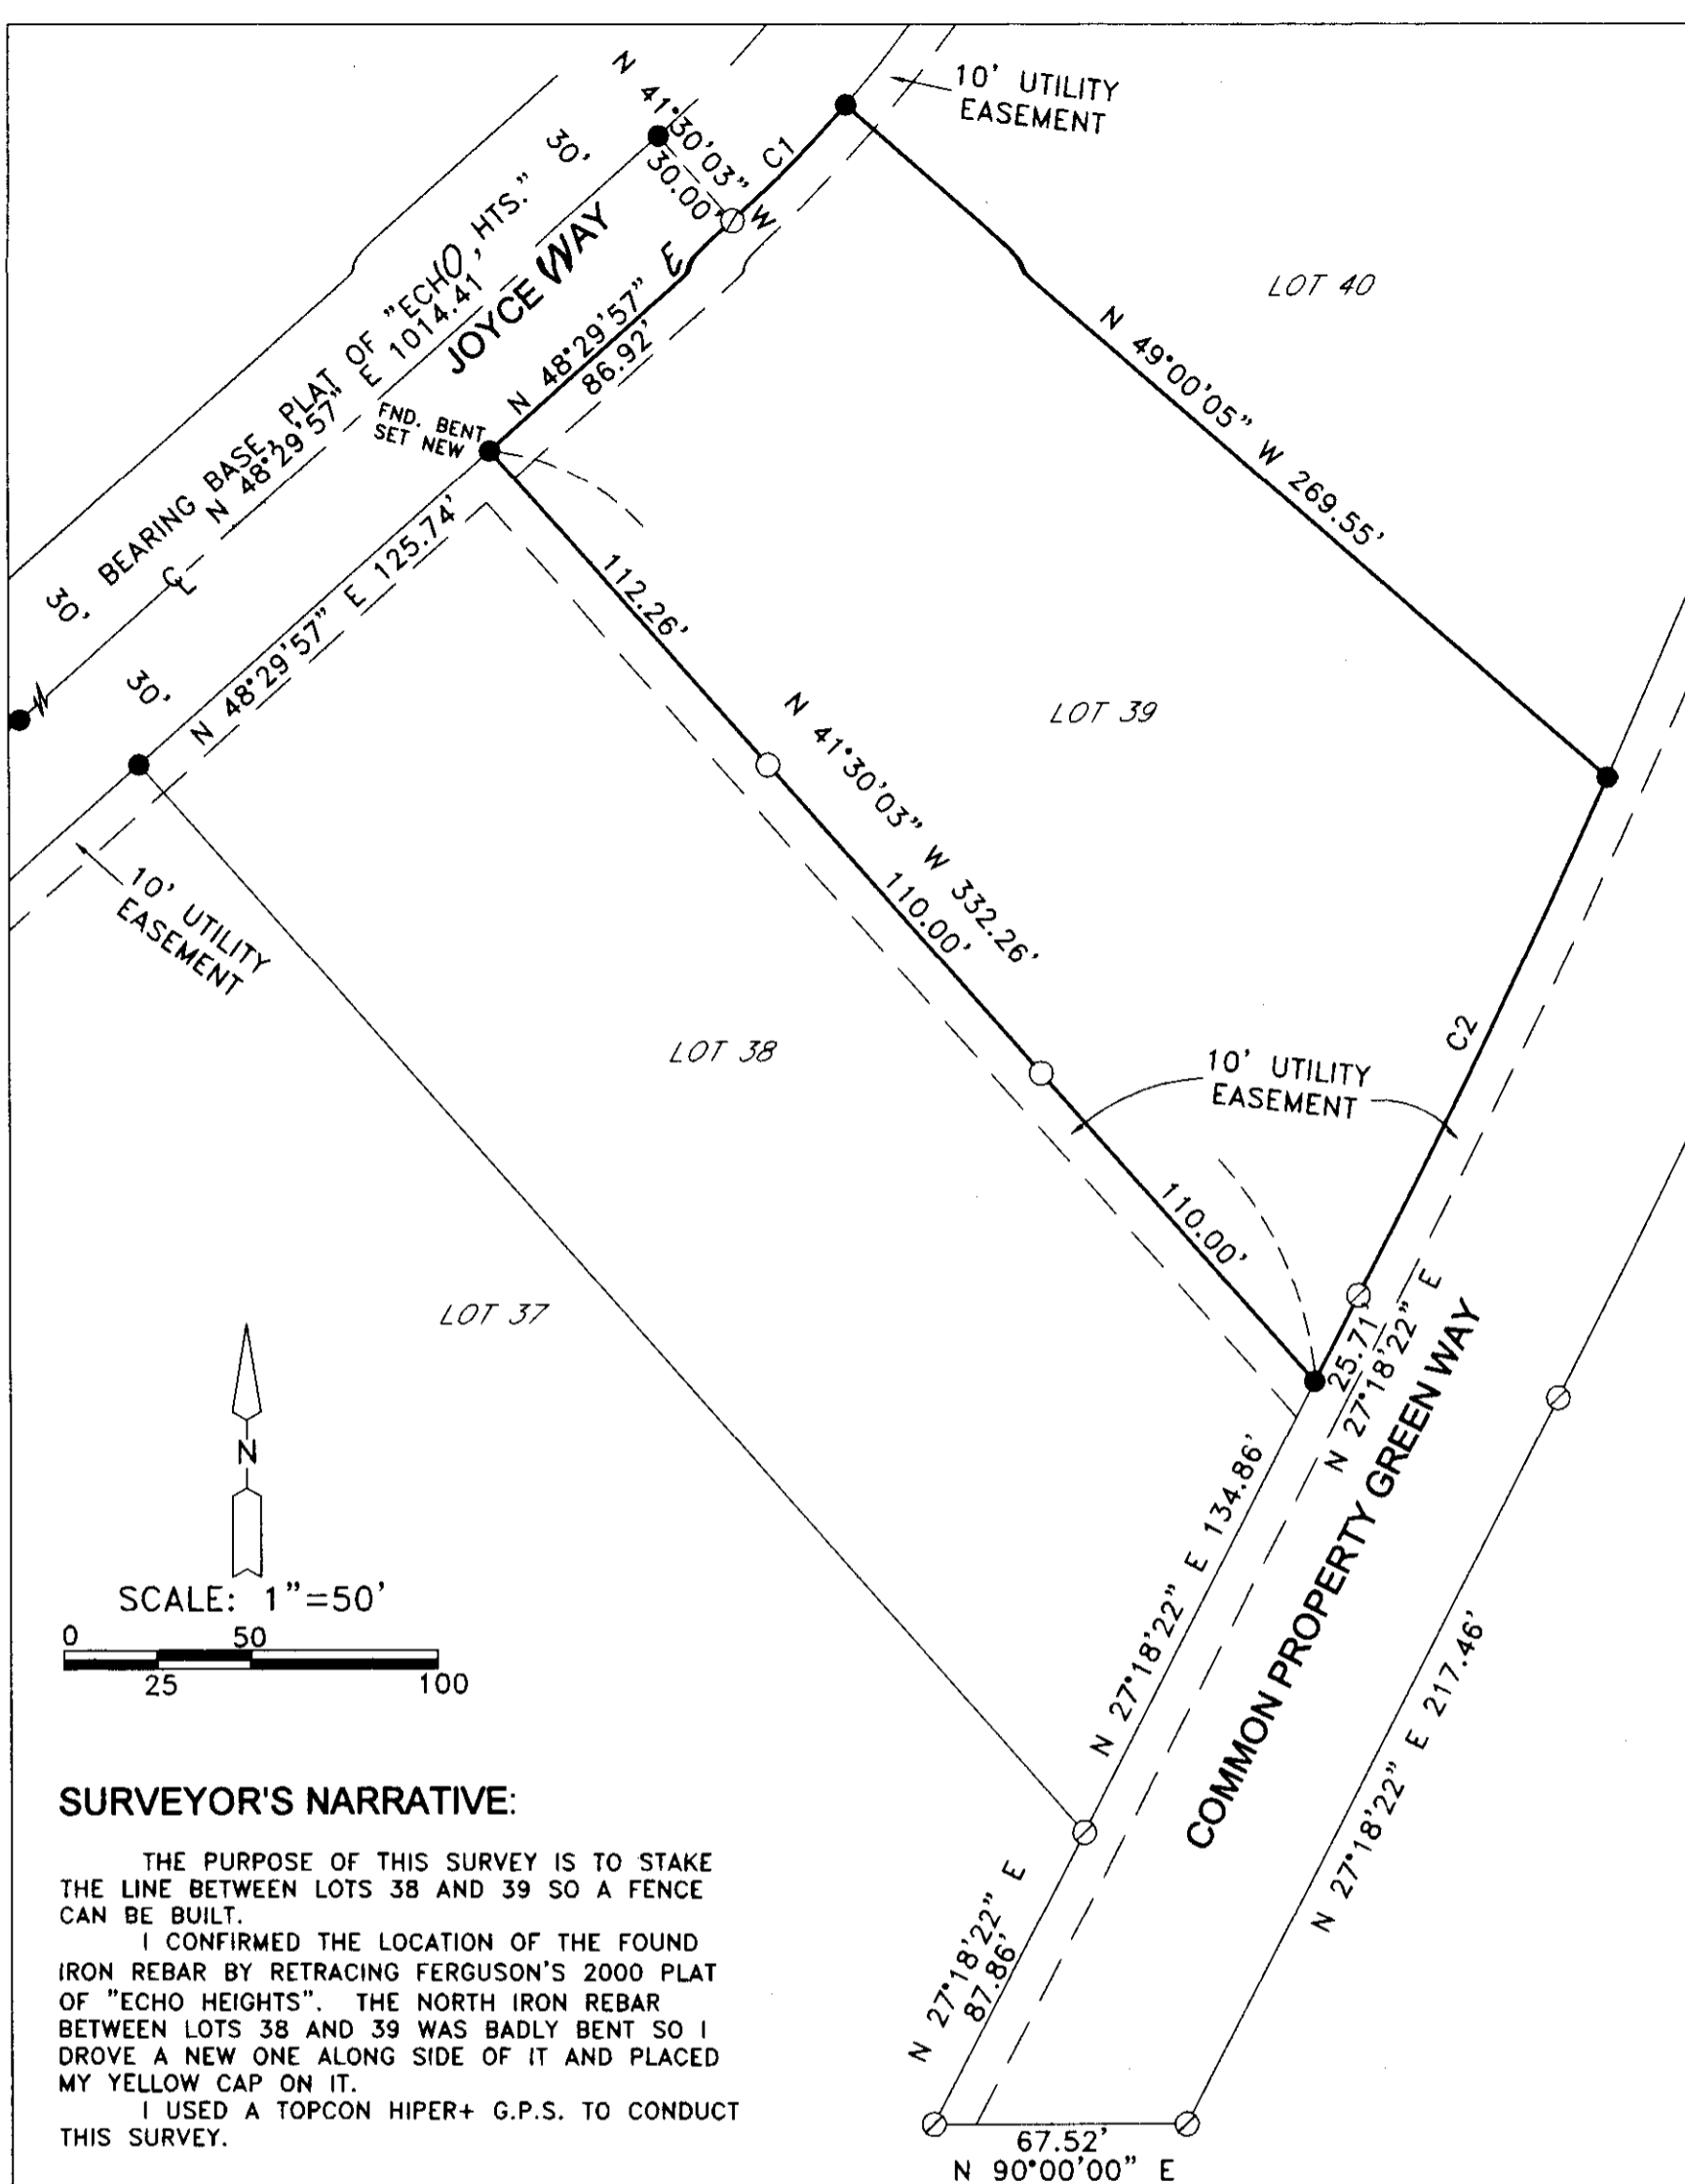 10' UTILITY
EASEMENT
N 41°30'03" W
30.00'
C1
30'
BEARING BASE, PLAT OF "ECHO HTS."
30'
N 48°29'57" E 1014.41'
JOYCE WAY
N 48°29'57" E
86.92'
FND. BENT
SET NEW
LOT 40
N 49°00'05" W 269.55'
CL
30'
N 48°29'57" E 125.74'
112.26'
LOT 39
N 41°30'03" W 332.26'
110.00'
10' UTILITY
EASEMENT
LOT 38
C2
10' UTILITY
EASEMENT
110.00'
LOT 37
25.71'
N 27°18'22" E
COMMON PROPERTY GREEN WAY
N 27°18'22" E 134.86'
N 27°18'22" E 217.46'
N
SCALE: 1"=50'
0 50
25 100
SURVEYOR'S NARRATIVE:
THE PURPOSE OF THIS SURVEY IS TO STAKE
THE LINE BETWEEN LOTS 38 AND 39 SO A FENCE
CAN BE BUILT.
I CONFIRMED THE LOCATION OF THE FOUND
IRON REBAR BY RETRACING FERGUSON'S 2000 PLAT
OF "ECHO HEIGHTS". THE NORTH IRON REBAR
BETWEEN LOTS 38 AND 39 WAS BADLY BENT SO I
DROVE A NEW ONE ALONG SIDE OF IT AND PLACED
MY YELLOW CAP ON IT.
I USED A TOPCON HIPER+ G.P.S. TO CONDUCT
THIS SURVEY.
N 27°18'22" E
87.86'
67.52'
N 90°00'00" E